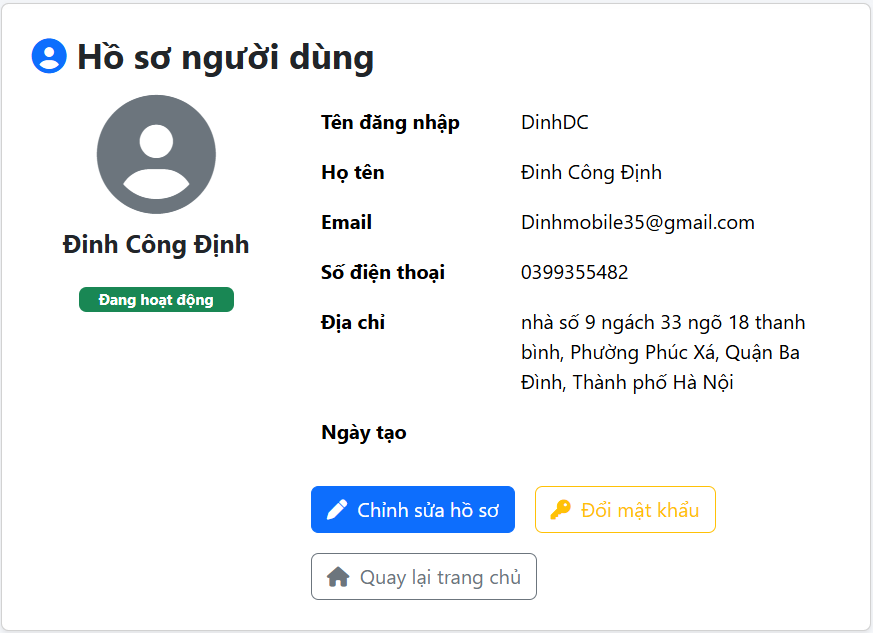 Hồ sơ người dùng
Đinh Công Định
Đang hoạt động
Tên đăng nhập DinhDC
Họ tên Đinh Công Định
Email Dinhmobile35@gmail.com
Số điện thoại 0399355482
Địa chỉ nhà số 9 ngách 33 ngõ 18 thanh
bình, Phường Phúc Xá, Quận Ba
Đình, Thành phố Hà Nội
Ngày tạo
Chỉnh sửa hồ sơ Đổi mật khẩu
Quay lại trang chủ